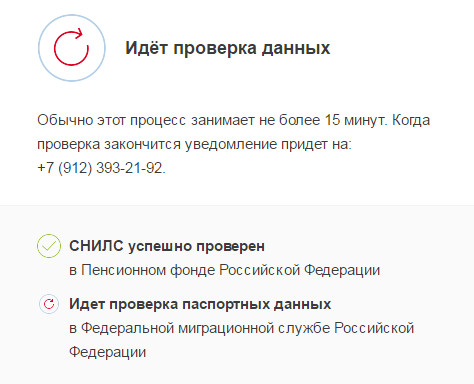 Идёт проверка данных
Обычно этот процесс занимает не более 15 минут. Когда
проверка закончится уведомление придет на:
+7 (912) 393-21-92.
СНИЛС успешно проверен
в Пенсионном фонде Российской Федерации
Идет проверка паспортных данных
в Федеральной миграционной службе Российской
Федерации